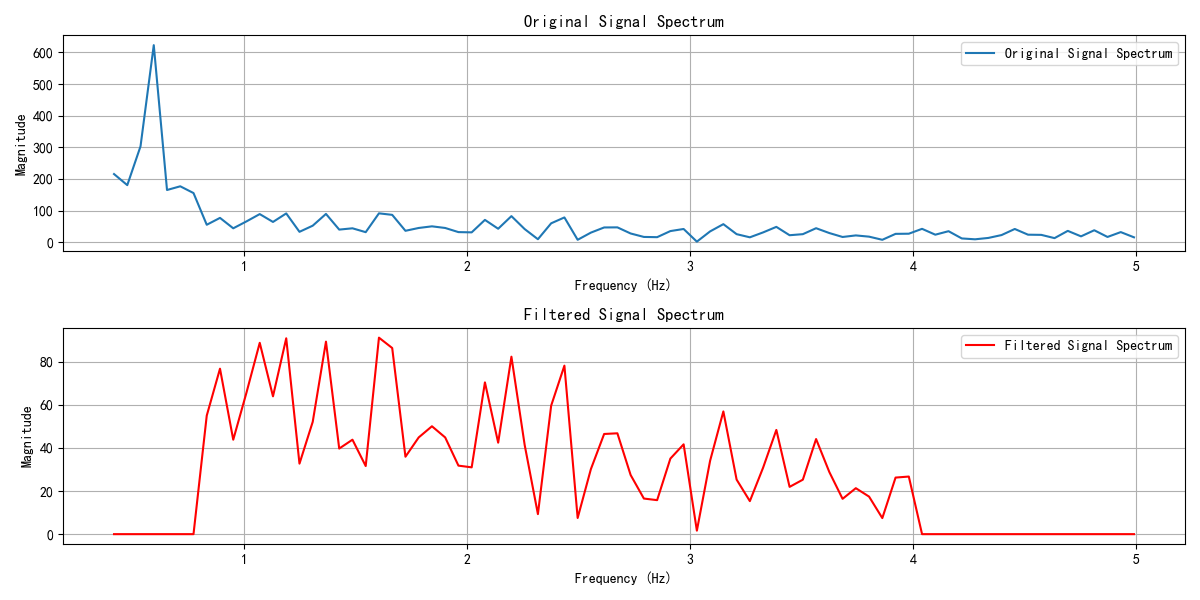 Original Signal Spectrum
Original Signal Spectrum
Magnitude
600
500
400
300
200
100
0
1
2
3
4
5
Frequency (Hz)
Filtered Signal Spectrum
Filtered Signal Spectrum
Magnitude
80
60
40
20
0
1
2
3
4
5
Frequency (Hz)